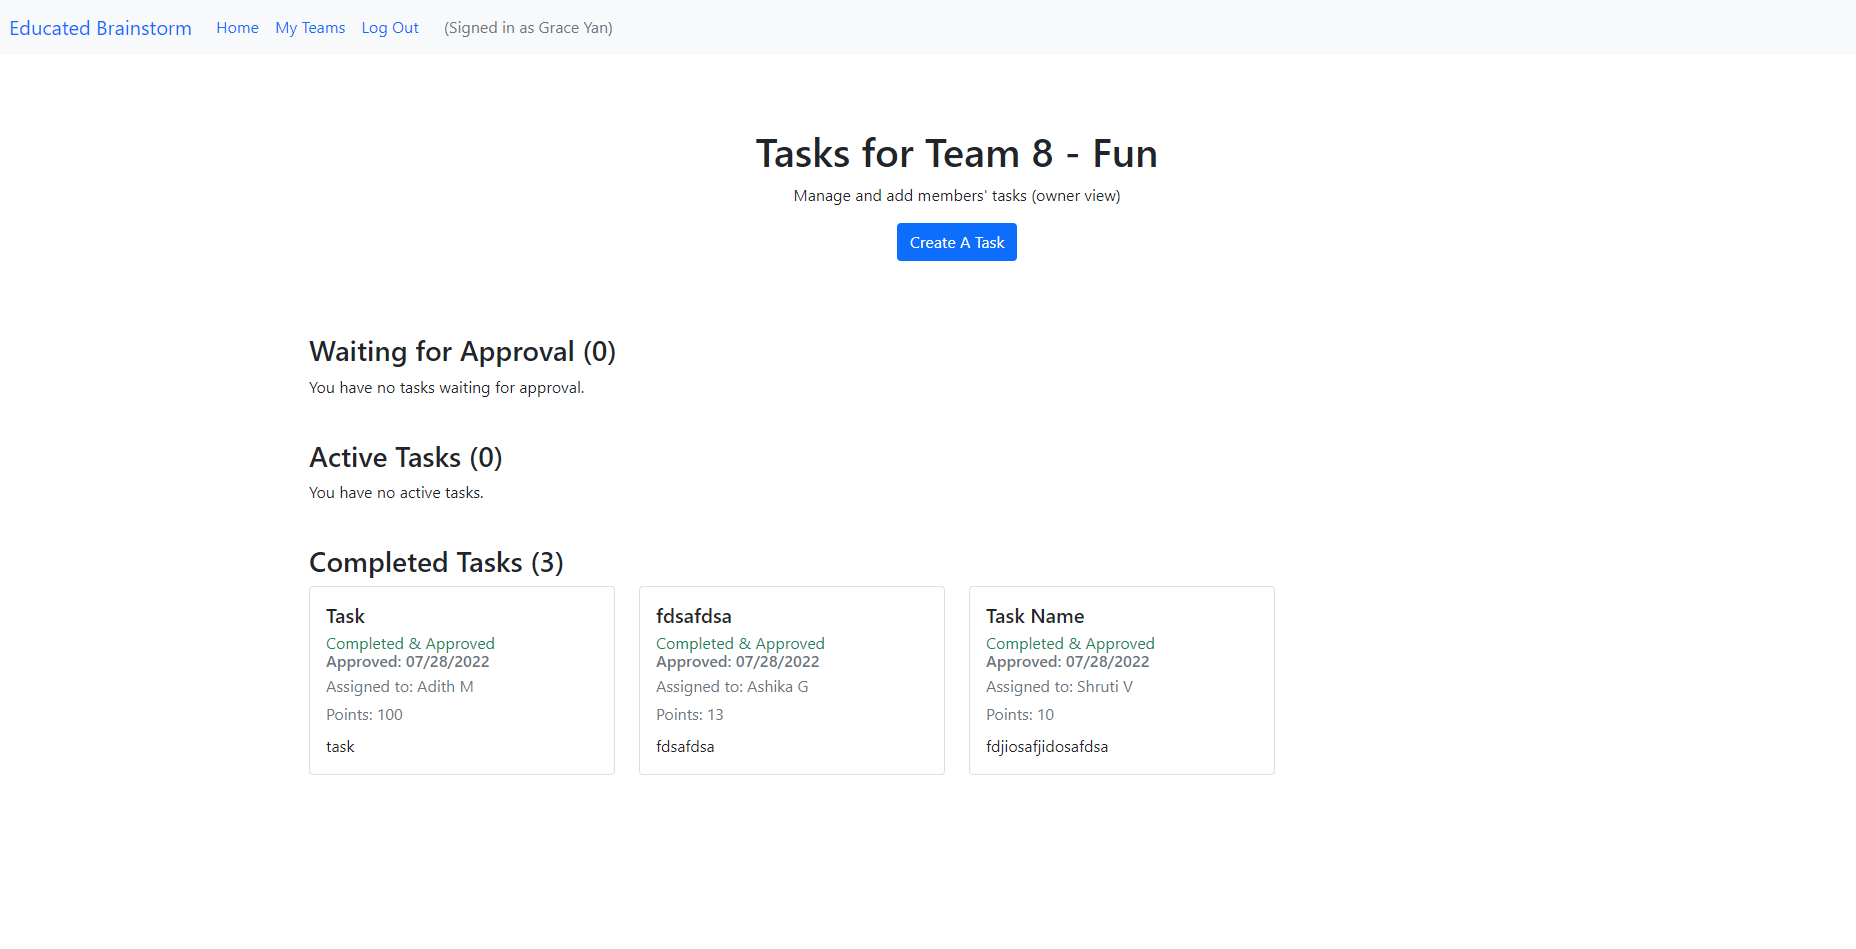 Educated Brainstorm Home My Teams Log Out (Signed in as Grace Yan)
Tasks for Team 8 - Fun
Manage and add members' tasks (owner view)
Create A Task
Waiting for Approval (0)
You have no tasks waiting for approval.
Active Tasks (0)
You have no active tasks.
Completed Tasks (3)
Task
Completed & Approved
Approved: 07/28/2022
Assigned to: Adith M
Points: 100
task
fdsafdsa
Completed & Approved
Approved: 07/28/2022
Assigned to: Ashika G
Points: 13
fdsafdsa
Task Name
Completed & Approved
Approved: 07/28/2022
Assigned to: Shruti V
Points: 10
fdjiosafjidosafdsa